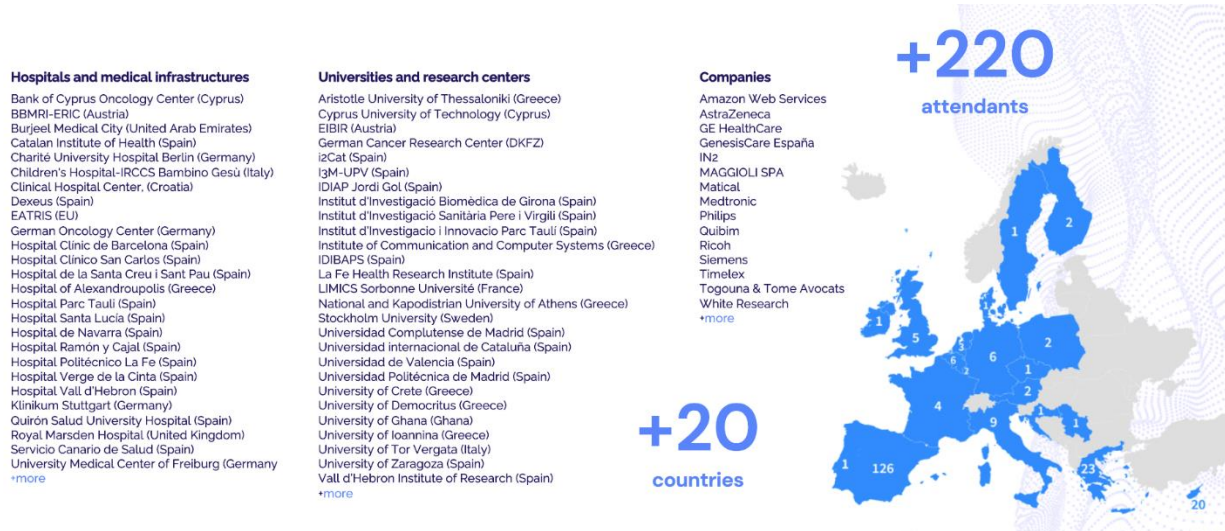 Hospitals and medical infrastructures
Bank of Cyprus Oncology Center (Cyprus)
BBMRI-ERIC (Austria)
Burjeel Medical City (United Arab Emirates)
Catalan Institute of Health (Spain)
Charité University Hospital Berlin (Germany)
Children's Hospital-IRCCS Bambino Gesù (Italy)
Clinical Hospital Center, (Croatia)
Dexeus (Spain)
EATRIS (EU)
German Oncology Center (Germany)
Hospital Clínic de Barcelona (Spain)
Hospital Clínico San Carlos (Spain)
Hospital de la Santa Creu i Sant Pau (Spain)
Hospital of Alexandroupolis (Greece)
Hospital Parc Tauli (Spain)
Hospital Santa Lucía (Spain)
Hospital de Navarra (Spain)
Hospital Ramón y Cajal (Spain)
Hospital Politécnico La Fe (Spain)
Hospital Verge de la Cinta (Spain)
Hospital Vall d'Hebron (Spain)
Klinikum Stuttgart (Germany)
Quirón Salud University Hospital (Spain)
Royal Marsden Hospital (United Kingdom)
Servicio Canario de Salud (Spain)
University Medical Center of Freiburg (Germany
+more
Universities and research centers
Aristotle University of Thessaloniki (Greece)
Cyprus University of Technology (Cyprus)
EIBIR (Austria)
German Cancer Research Center (DKFZ)
i2Cat (Spain)
I3M-UPV (Spain)
IDIAP Jordi Gol (Spain)
Institut d'Investigació Biomèdica de Girona (Spain)
Institut d'Investigació Sanitària Pere i Virgili (Spain)
Institut d'Investigacio i Innovacio Parc Taulí (Spain)
Institute of Communication and Computer Systems (Greece)
IDIBAPS (Spain)
La Fe Health Research Institute (Spain)
LIMICS Sorbonne Université (France)
National and Kapodistrian University of Athens (Greece)
Stockholm University (Sweden)
Universidad Complutense de Madrid (Spain)
Universidad internacional de Cataluña (Spain)
Universidad de Valencia (Spain)
Universidad Politécnica de Madrid (Spain)
University of Crete (Greece)
University of Democritus (Greece)
University of Ghana (Ghana)
University of Ioannina (Greece)
University of Tor Vergata (Italy)
University of Zaragoza (Spain)
Vall d'Hebron Institute of Research (Spain)
+more
Companies
Amazon Web Services
AstraZeneca
GE HealthCare
GenesisCare España
IN2
MAGGIOLI SPA
Matical
Medtronic
Philips
Quibim
Ricoh
Siemens
Timelex
Togouna & Tome Avocats
White Research
+more
+220
attendants
+20
countries
1
2
1
1
5
3
6
2
6
2
1
2
4
9
1
1
1
126
23
20